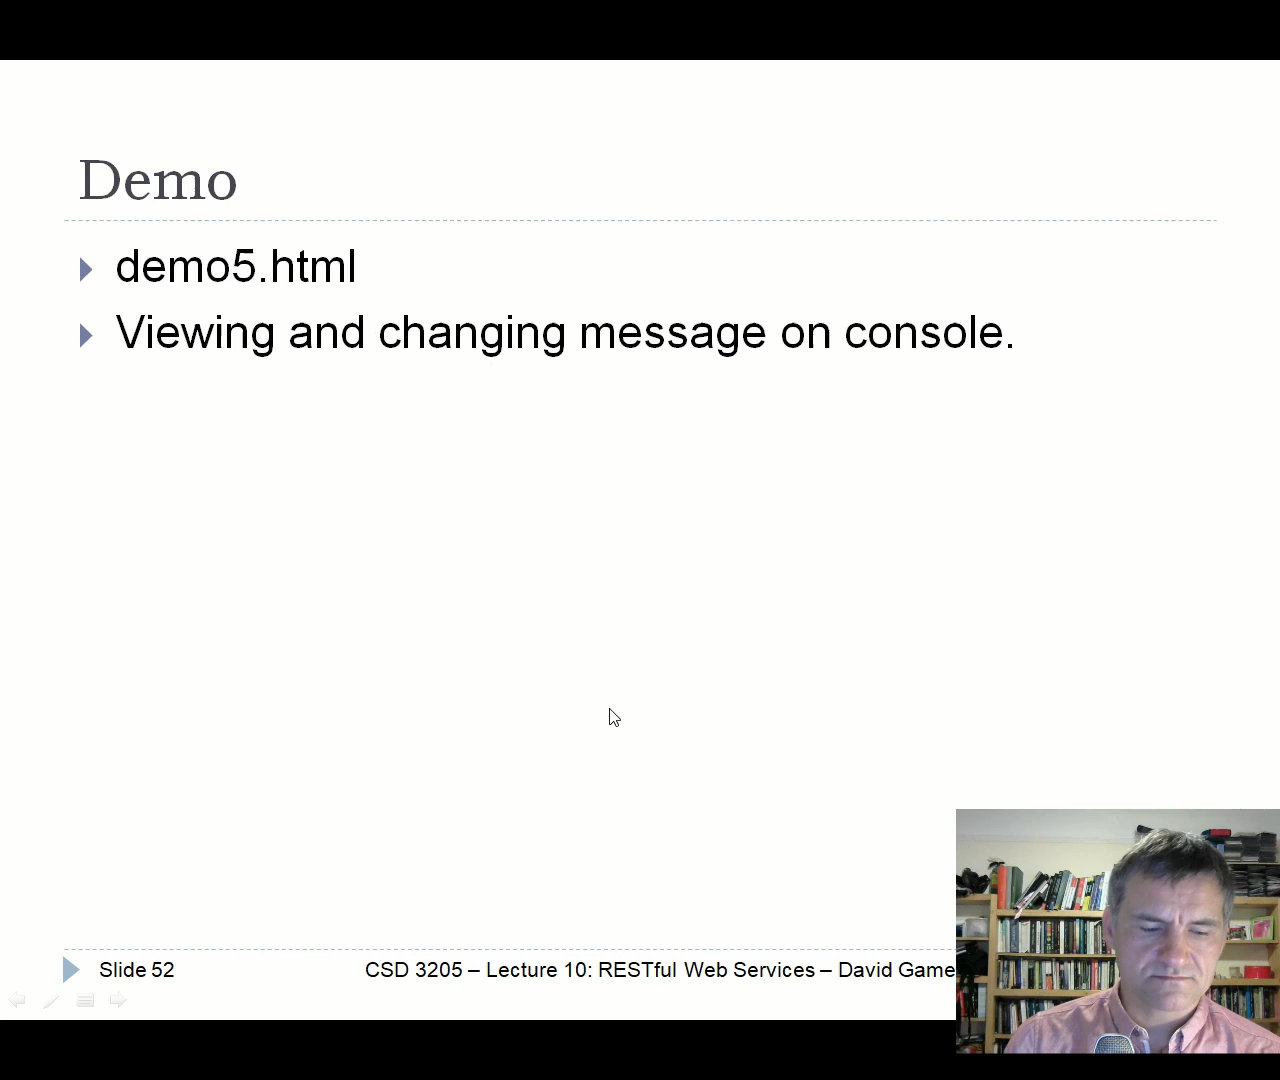 Demo
demo5.html
Viewing and changing message on console.
Slide 52
CSD 3205 – Lecture 10: RESTful Web Services – David Game